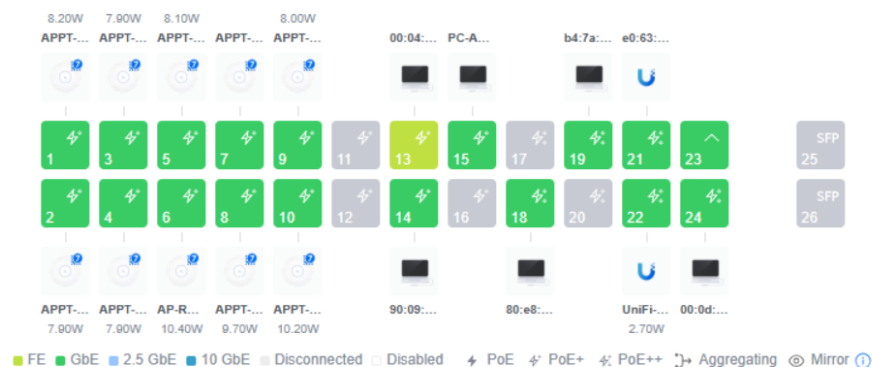 8.20W 7.90W 8.10W 8.00W
APPT-... APPT-... APPT-... APPT-... APPT-... 00:04:... PC-A... b4:7a:... e0:63:...
1 3 5 7 9 11 13 15 17 19 21 23 SFP 25
2 4 6 8 10 12 14 16 18 20 22 24 SFP 26
APPT-... APPT-... AP-R... APPT-... APPT-... 90:09:... 80:e8:... UniFi-... 00:0d:...
7.90W 7.90W 10.40W 9.70W 10.20W 2.70W
FE GbE 2.5 GbE 10 GbE Disconnected Disabled PoE PoE+ PoE++ Aggregating Mirror